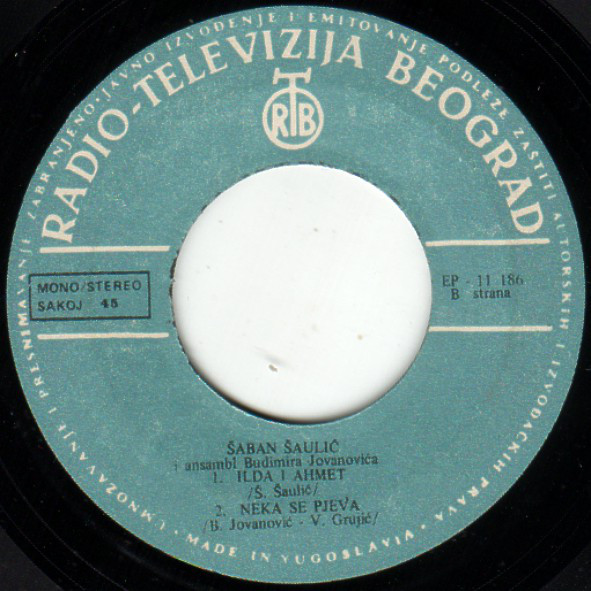 UMNOŽAVANJE I PRESNIMAVANJE ZABRANJENO·JAVNO IZVOĐENJE I EMITOVANJE PODLEŽE ZAŠTITI AUTORSKIH I IZVOĐAČKIH PRAVA·
RADIO-TELEVIZIJA BEOGRAD
RTB
MONO/STEREO
SAKOJ 45
EP - 11 186
B strana
ŠABAN ŠAULIĆ
i ansambl Budimira Jovanovića
1. ILDA I AHMET
/Š. Šaulić/
2. NEKA SE PJEVA
/B. Jovanović - V. Grujić/
· MADE IN YUGOSLAVIA ·